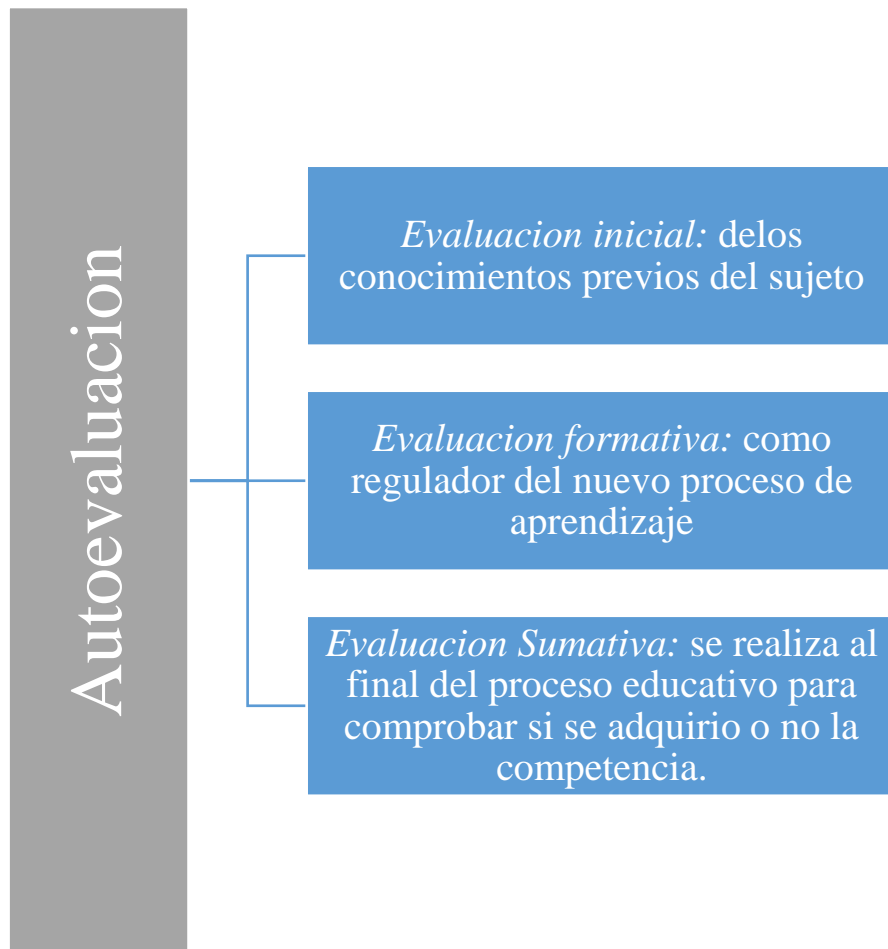 Autoevaluacion
Evaluacion inicial: delos
conocimientos previos del sujeto
Evaluacion formativa: como
regulador del nuevo proceso de
aprendizaje
Evaluacion Sumativa: se realiza al
final del proceso educativo para
comprobar si se adquirio o no la
competencia.